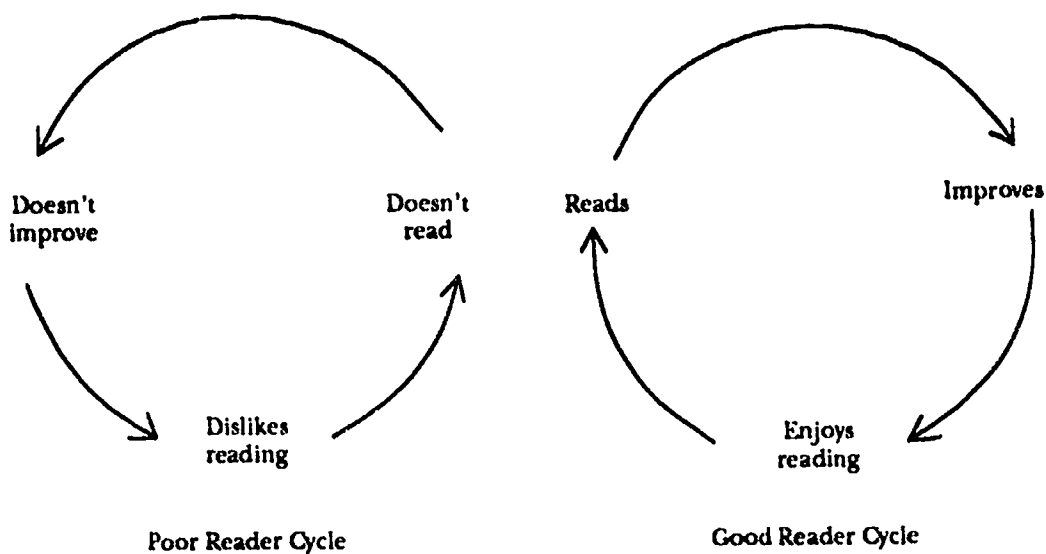 Doesn't
improve
Doesn't
read
Dislikes
reading
Poor Reader Cycle
Reads
Improves
Enjoys
reading
Good Reader Cycle